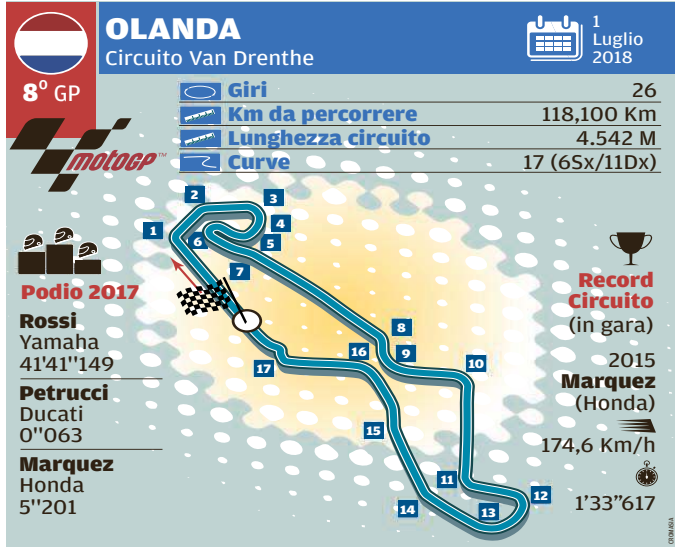 OLANDA
Circuito Van Drenthe
1
Luglio
2018
8° GP
motoGP™
Giri 26
Km da percorrere 118,100 Km
Lunghezza circuito 4.542 M
Curve 17 (6Sx/11Dx)
1
2
3
4
5
6
7
8
9
10
11
12
13
14
15
16
17
Podio 2017
Rossi
Yamaha
41'41''149
Petrucci
Ducati
0''063
Marquez
Honda
5''201
Record
Circuito
(in gara)
2015
Marquez
(Honda)
174,6 Km/h
1'33”617
CROMASIA